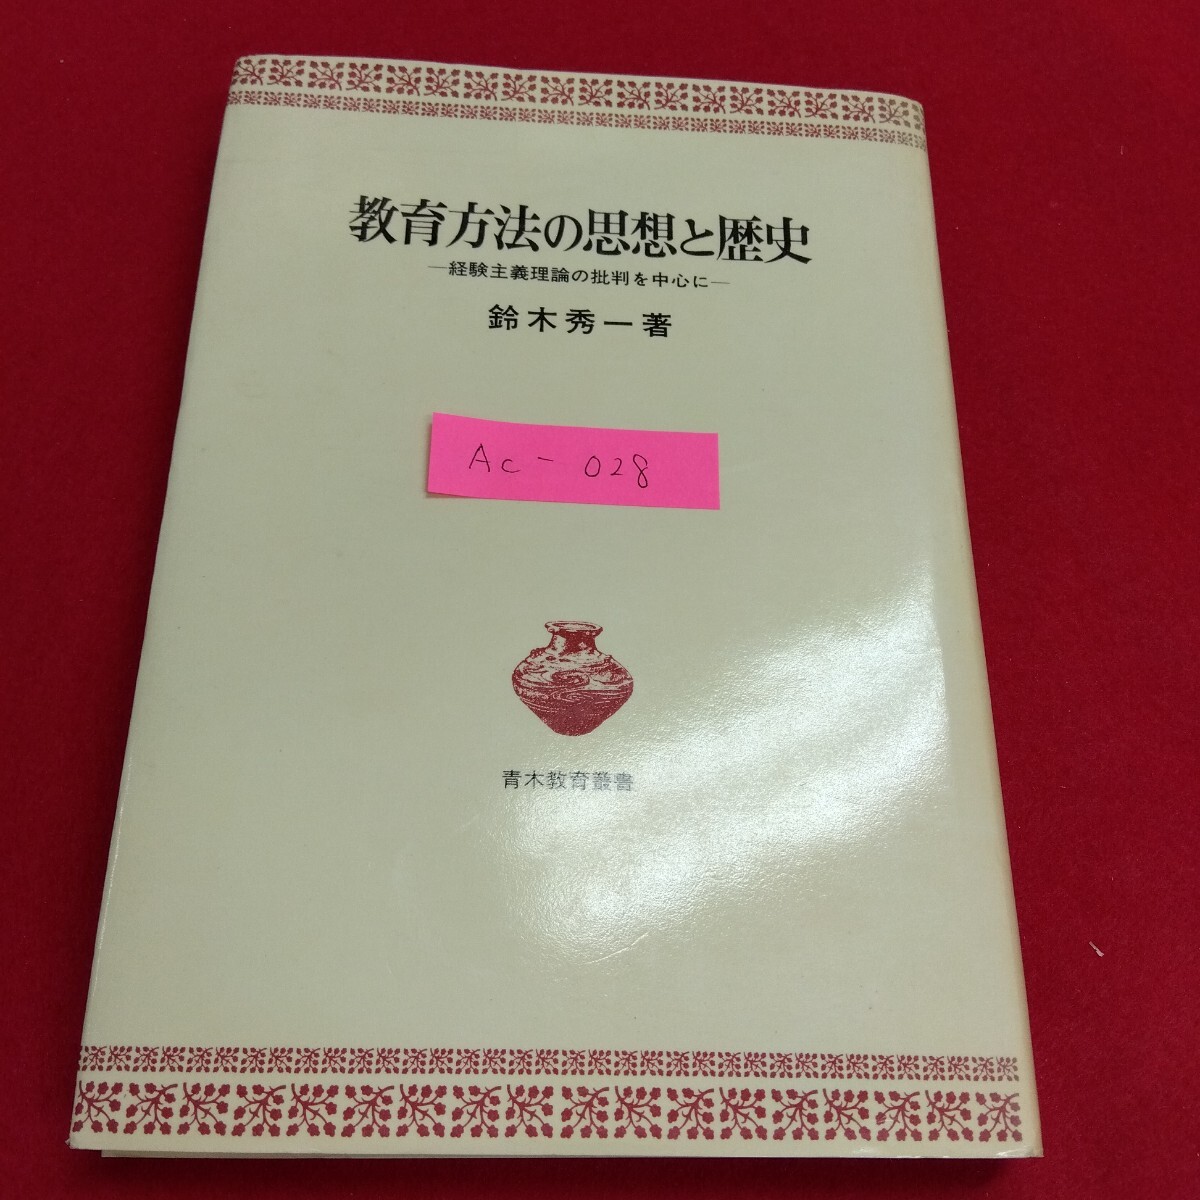 教育方法の思想と歴史
―経験主義理論の批判を中心に―
鈴木秀一著
Ac-028
青木教育叢書